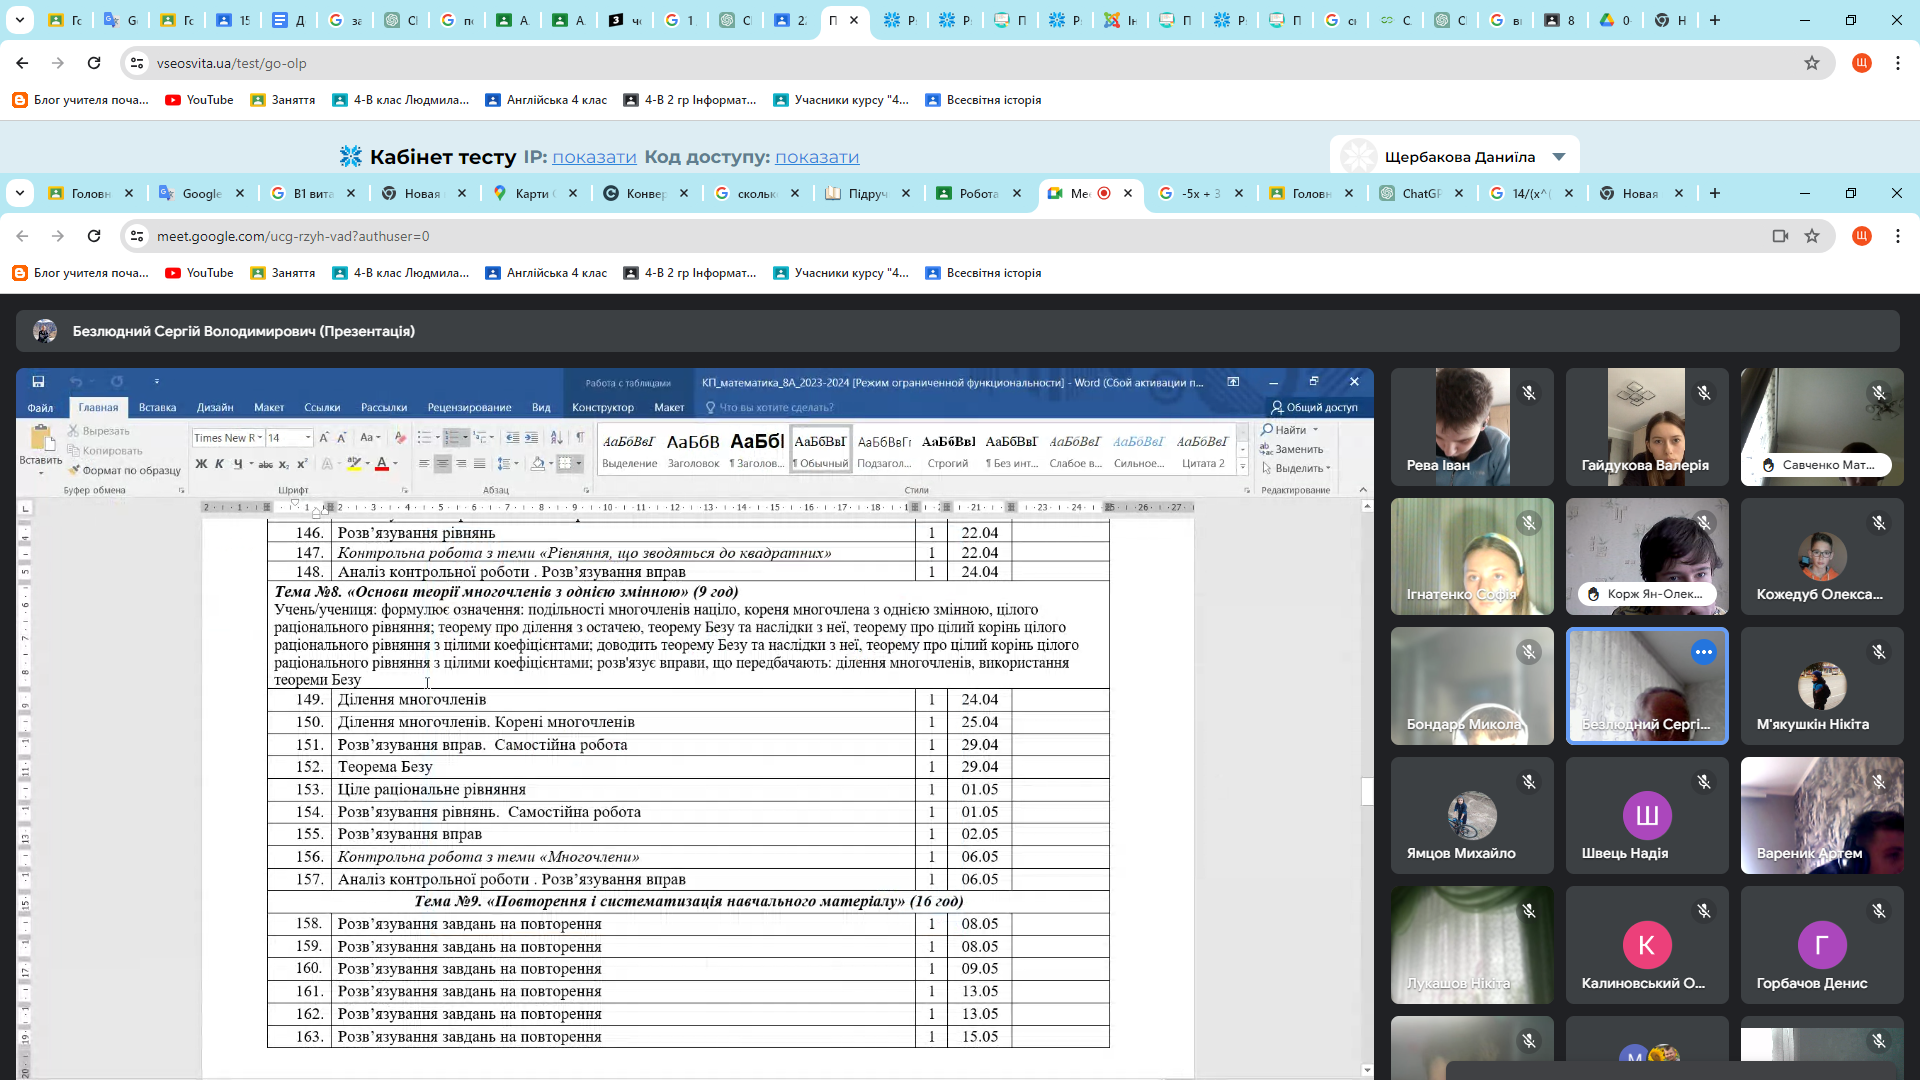 vseosvita.ua/test/go-olp
Блог учителя поча... YouTube Заняття 4-В клас Людмила... Англійська 4 клас 4-В 2 гр Інформат... Учасники курсу "4... Всесвітня історія
Кабінет тесту IP: показати Код доступу: показати
Щербакова Даниїла
Головн Google B1 вита Новая Карти Конвер скольк Підруч Робота Ме -5x + 3 Головн ChatGP 14/(x^( Новая
meet.google.com/ucg-rzyh-vad?authuser=0
Блог учителя поча... YouTube Заняття 4-В клас Людмила... Англійська 4 клас 4-В 2 гр Інформат... Учасники курсу "4... Всесвітня історія
Безлюдний Сергій Володимирович (Презентація)
Работа с таблицами КП_математика_8А_2023-2024 [Режим ограниченной функциональности] - Word (Сбой активации п...
Файл Главная Вставка Дизайн Макет Ссылки Рассылки Рецензирование Вид Конструктор Макет Что вы хотите сделать? Общий доступ
Вставить Вырезать Копировать Формат по образцу
Times New R 14
АаБбВвГ АаБбВ АаБбІ АаБбВвГ АаБбВвГг АаБбВвІ АаБбВвГ АаБбВвГ АаБбВвІ АаБбВвГ
Выделение Заголовок ¶ Заголов... ¶ Обычный Подзагол... Строгий ¶ Без инт... Слабое в... Сильное... Цитата 2
Найти Заменить Выделить
Буфер обмена Шрифт Абзац Стили Редактирование
146. Розв’язування рівнянь 1 22.04
147. Контрольна робота з теми «Рівняння, що зводяться до квадратних» 1 22.04
148. Аналіз контрольної роботи . Розв’язування вправ 1 24.04
Тема №8. «Основи теорії многочленів з однією змінною» (9 год)
Учень/учениця: формулює означення: подільності многочленів націло, кореня многочлена з однією змінною, цілого
раціонального рівняння; теорему про ділення з остачею, теорему Безу та наслідки з неї, теорему про цілий корінь цілого
раціонального рівняння з цілими коефіцієнтами; доводить теорему Безу та наслідки з неї, теорему про цілий корінь цілого
раціонального рівняння з цілими коефіцієнтами; розв'язує вправи, що передбачають: ділення многочленів, використання
теореми Безу
149. Ділення многочленів 1 24.04
150. Ділення многочленів. Корені многочленів 1 25.04
151. Розв’язування вправ. Самостійна робота 1 29.04
152. Теорема Безу 1 29.04
153. Ціле раціональне рівняння 1 01.05
154. Розв’язування рівнянь. Самостійна робота 1 01.05
155. Розв’язування вправ 1 02.05
156. Контрольна робота з теми «Многочлени» 1 06.05
157. Аналіз контрольної роботи . Розв’язування вправ 1 06.05
Тема №9. «Повторення і систематизація навчального матеріалу» (16 год)
158. Розв’язування завдань на повторення 1 08.05
159. Розв’язування завдань на повторення 1 08.05
160. Розв’язування завдань на повторення 1 09.05
161. Розв’язування завдань на повторення 1 13.05
162. Розв’язування завдань на повторення 1 13.05
163. Розв’язування завдань на повторення 1 15.05
Рева Іван Гайдукова Валерія Савченко Мат...
Ігнатенко Софія Корж Ян-Олек... Кожедуб Олекса...
Бондарь Микола Безлюдний Сергі... М'якушкін Нікіта
Ямцов Михайло Швець Надія Вареник Артем
Лукашов Нікіта Калиновський О... Горбачов Денис